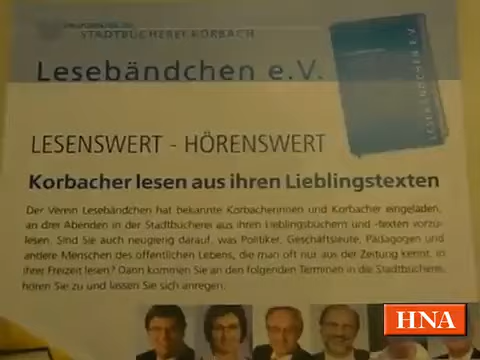 STADTBÜCHEREI KORBACH
Lesebändchen e.V.
LESEBÄNDCHEN E.V.
LESENSWERT - HÖRENSWERT
Korbacher lesen aus ihren Lieblingstexten
Der Verein Lesebändchen hat bekannte Korbacherinnen und Korbacher eingeladen,
an drei Abenden in der Stadtbücherei aus ihren Lieblingsbüchern und -texten vorzu-
lesen. Sind Sie auch neugierig darauf, was Politiker, Geschäftsleute, Pädagogen und
andere Menschen des öffentlichen Lebens, die man oft nur aus der Zeitung kennt, in
ihrer Freizeit lesen? Dann kommen Sie an den folgenden Terminen in die Stadtbücherei,
hören Sie zu und lassen Sie sich anregen.
HNA